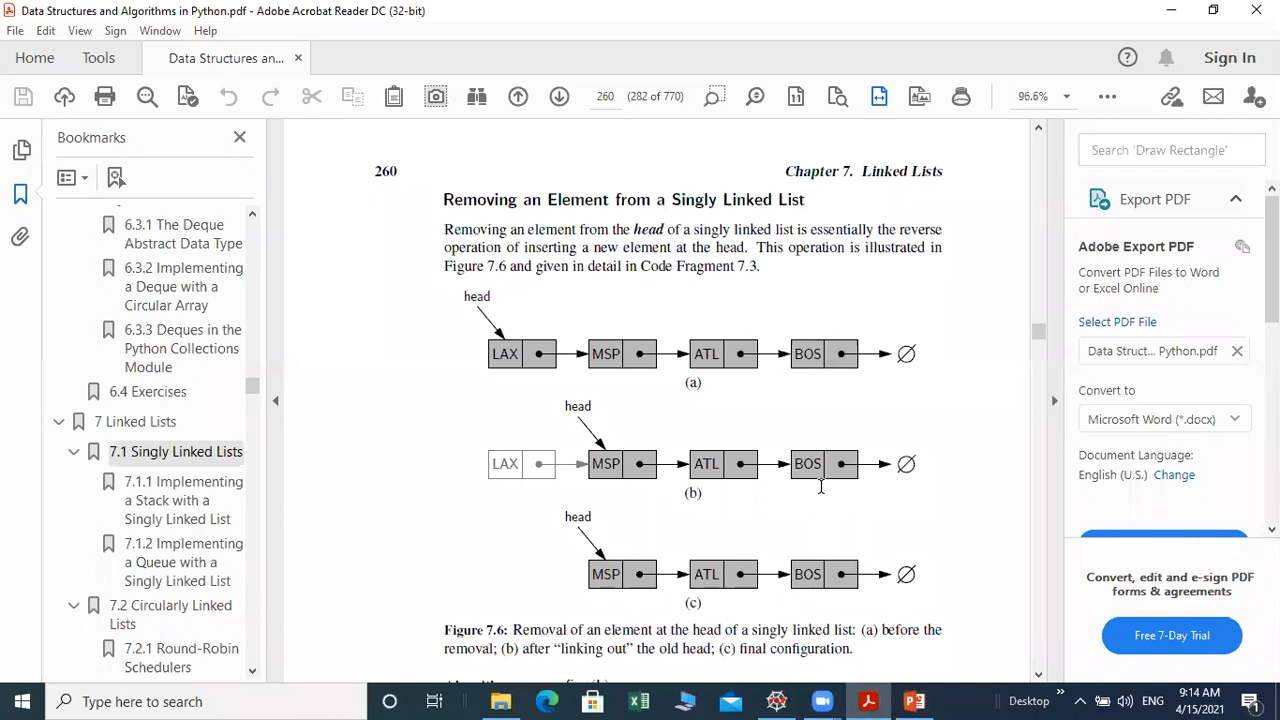 Data Structures and Algorithms in Python.pdf - Adobe Acrobat Reader DC (32-bit)
File Edit View Sign Window Help
Home Tools Data Structures an... × Sign In
260 (282 of 770) 96.6%
Bookmarks
6.3.1 The Deque
Abstract Data Type
6.3.2 Implementing
a Deque with a
Circular Array
6.3.3 Deques in the
Python Collections
Module
6.4 Exercises
7 Linked Lists
7.1 Singly Linked Lists
7.1.1 Implementing
a Stack with a
Singly Linked List
7.1.2 Implementing
a Queue with a
Singly Linked List
7.2 Circularly Linked
Lists
7.2.1 Round-Robin
Schedulers
260 Chapter 7. Linked Lists
Removing an Element from a Singly Linked List
Removing an element from the head of a singly linked list is essentially the reverse
operation of inserting a new element at the head. This operation is illustrated in
Figure 7.6 and given in detail in Code Fragment 7.3.
head
LAX MSP ATL BOS ∅
(a)
head
LAX MSP ATL BOS ∅
(b)
head
MSP ATL BOS ∅
(c)
Figure 7.6: Removal of an element at the head of a singly linked list: (a) before the
removal; (b) after “linking out” the old head; (c) final configuration.
Search 'Draw Rectangle'
Export PDF
Adobe Export PDF
Convert PDF Files to Word
or Excel Online
Select PDF File
Data Struct... Python.pdf
Convert to
Microsoft Word (*.docx)
Document Language:
English (U.S.) Change
Convert, edit and e-sign PDF
forms & agreements
Free 7-Day Trial
Type here to search
Desktop
9:14 AM
4/15/2021